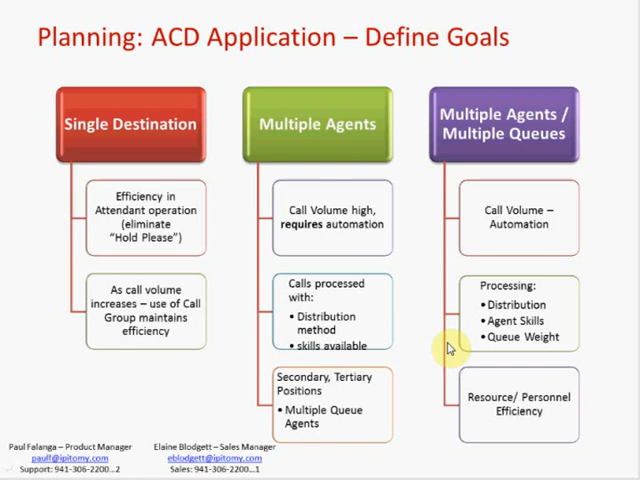 Planning: ACD Application – Define Goals
Single Destination
Efficiency in
Attendant operation
(eliminate
“Hold Please”)
As call volume
increases – use of Call
Group maintains
efficiency
Multiple Agents
Call Volume high,
requires automation
Calls processed
with:
• Distribution
method
• skills available
Secondary, Tertiary
Positions
• Multiple Queue
Agents
Multiple Agents /
Multiple Queues
Call Volume –
Automation
Processing:
• Distribution
• Agent Skills
• Queue Weight
Resource/ Personnel
Efficiency
Paul Falanga – Product Manager
paulf@ipitomy.com
Support: 941-306-2200…2
Elaine Blodgett – Sales Manager
eblodgett@ipitomy.com
Sales: 941-306-2200…1